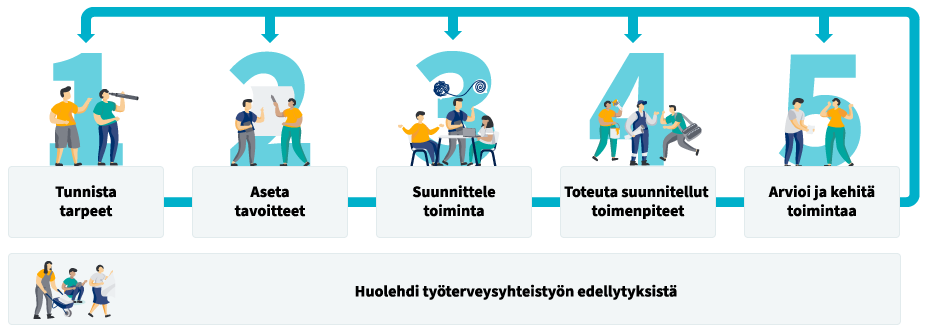 1
2
3
4
5
Tunnista
tarpeet
Aseta
tavoitteet
Suunnittele
toiminta
Toteuta suunnitellut
toimenpiteet
Arvioi ja kehitä
toimintaa
Huolehdi työterveysyhteistyön edellytyksistä